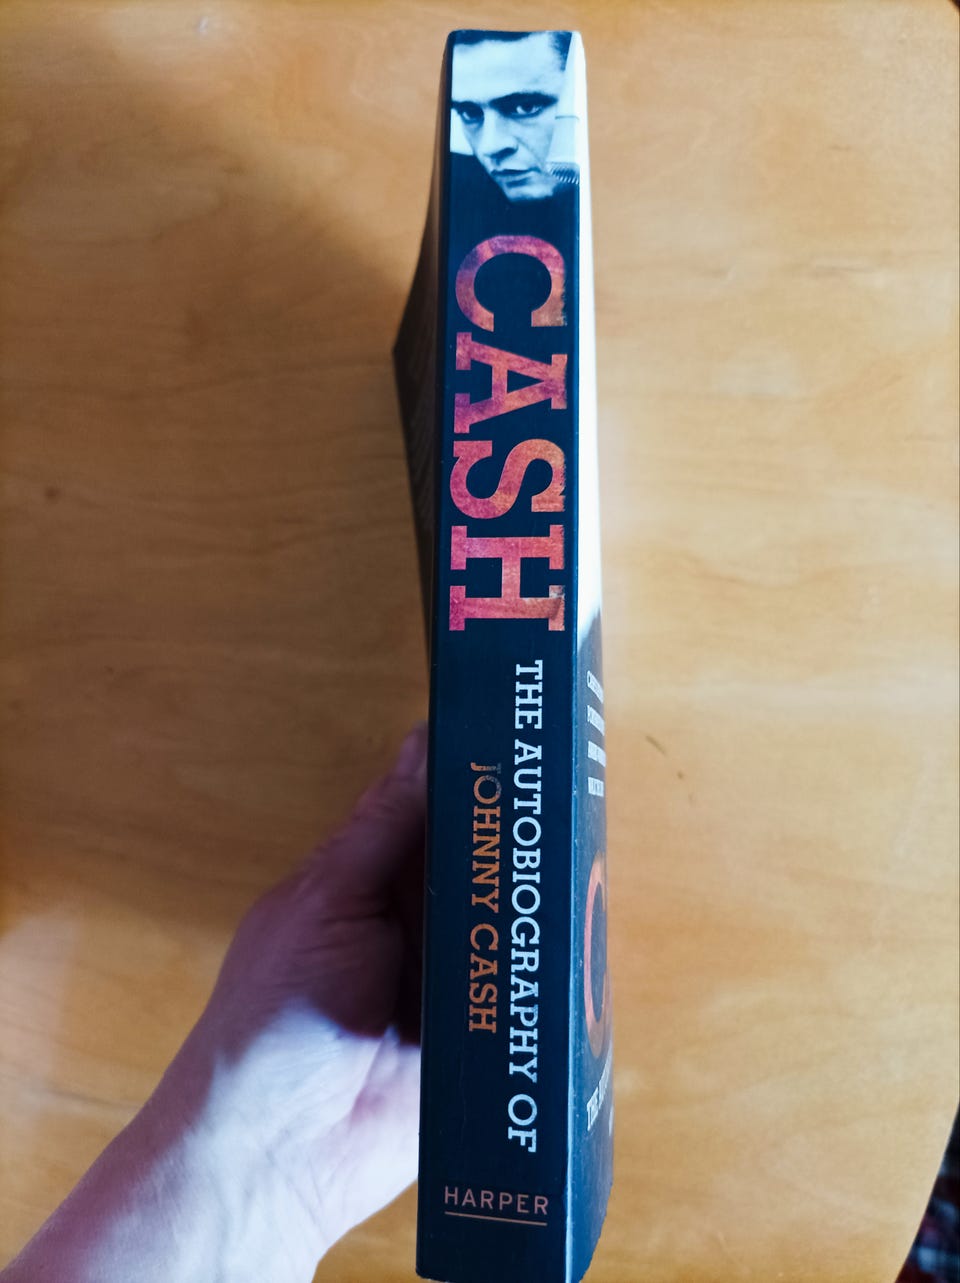 CASH
THE AUTOBIOGRAPHY OF
JOHNNY CASH
HARPER
C